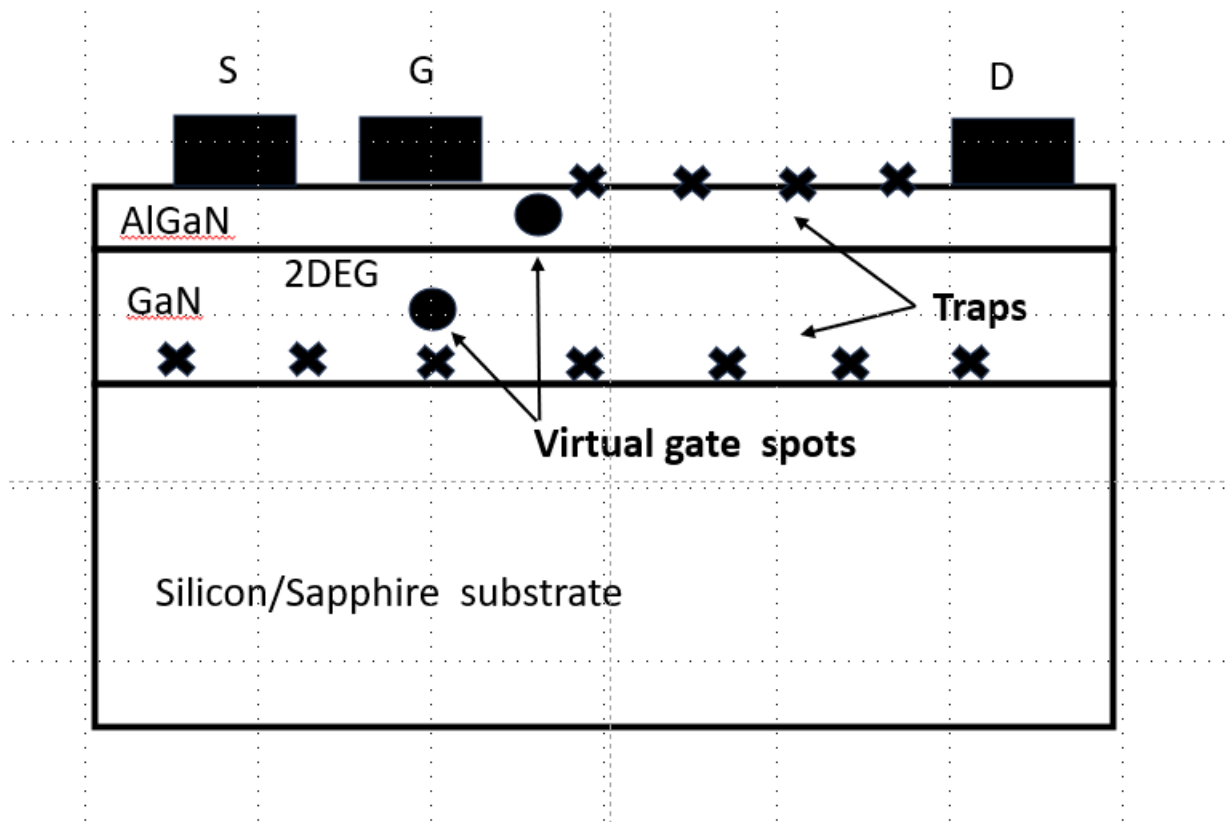 S
G
D
AlGaN
2DEG
GaN
Traps
Virtual gate spots
Silicon/Sapphire substrate